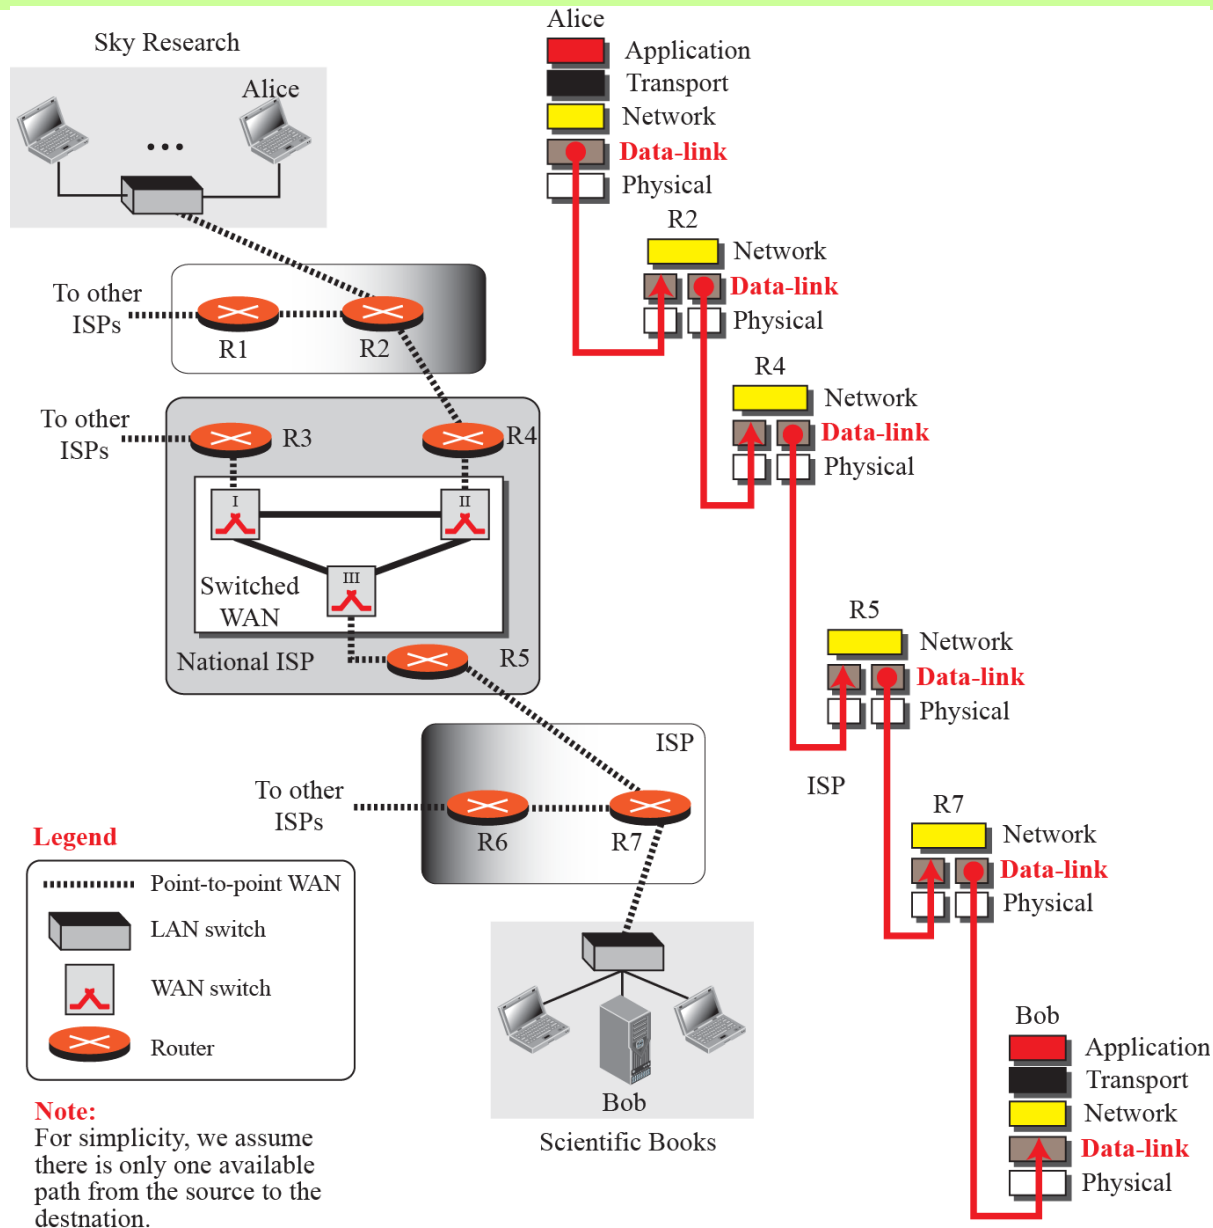 Sky Research
Alice
To other
ISPs
R1
R2
To other
ISPs
R3
R4
I
II
III
Switched
WAN
National ISP
R5
ISP
To other
ISPs
R6
R7
Legend
Point-to-point WAN
LAN switch
WAN switch
Router
Bob
Scientific Books
Note:
For simplicity, we assume
there is only one available
path from the source to the
destnation.
Alice
Application
Transport
Network
Data-link
Physical
R2
Network
Data-link
Physical
R4
Network
Data-link
Physical
R5
Network
Data-link
Physical
ISP
R7
Network
Data-link
Physical
Bob
Application
Transport
Network
Data-link
Physical